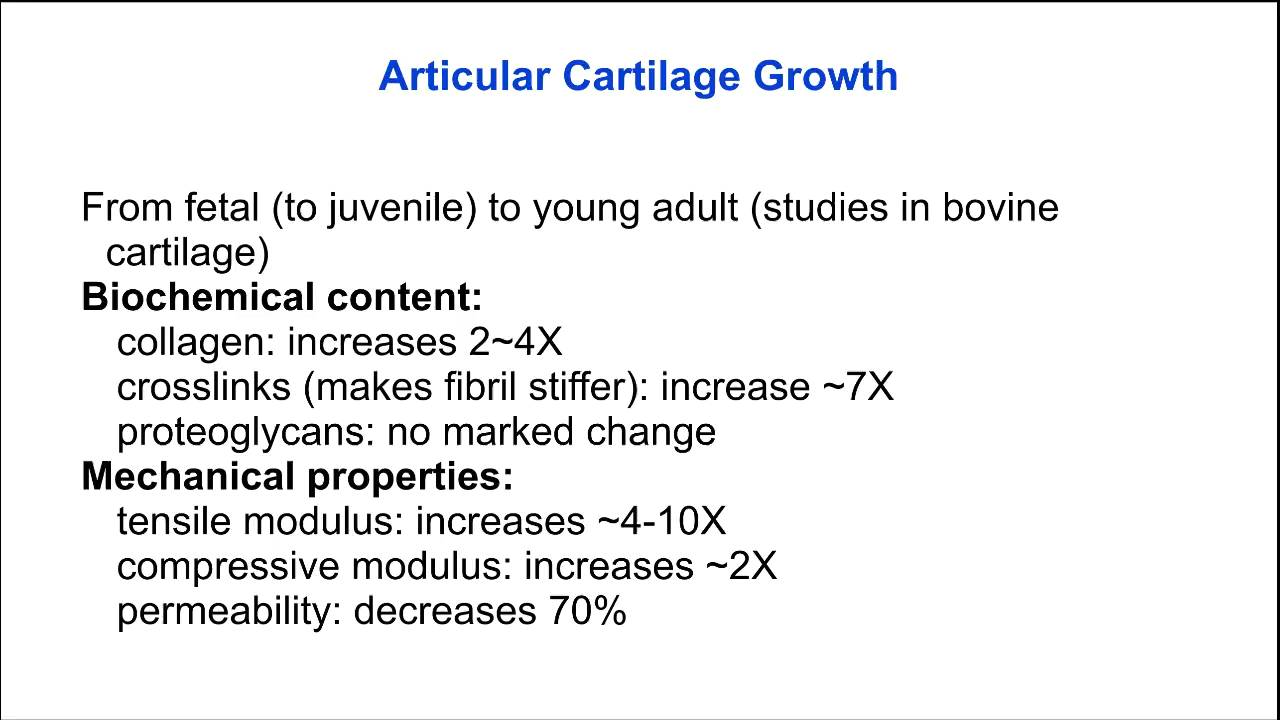 Articular Cartilage Growth
From fetal (to juvenile) to young adult (studies in bovine
cartilage)
Biochemical content:
collagen: increases 2~4X
crosslinks (makes fibril stiffer): increase ~7X
proteoglycans: no marked change
Mechanical properties:
tensile modulus: increases ~4-10X
compressive modulus: increases ~2X
permeability: decreases 70%